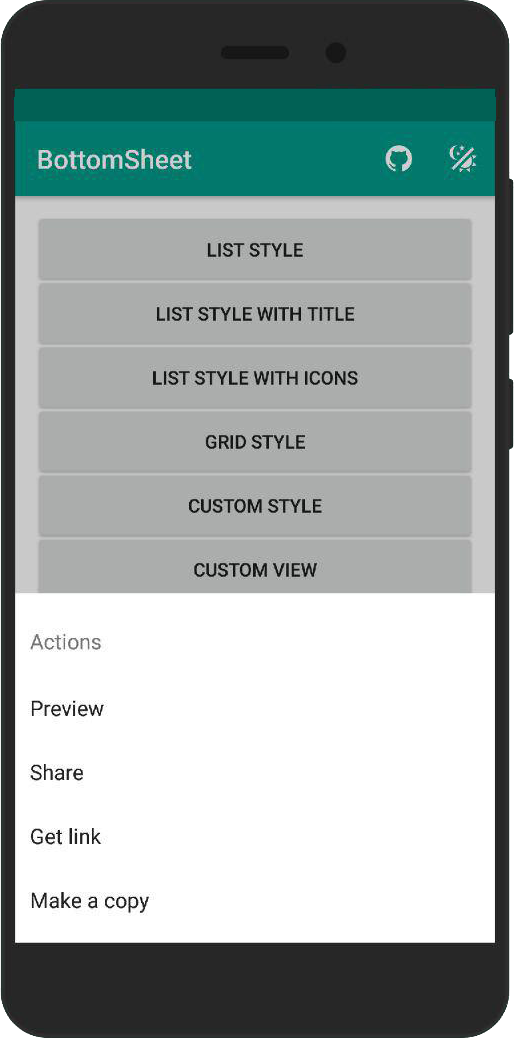 BottomSheet
LIST STYLE
LIST STYLE WITH TITLE
LIST STYLE WITH ICONS
GRID STYLE
CUSTOM STYLE
CUSTOM VIEW
Actions
Preview
Share
Get link
Make a copy